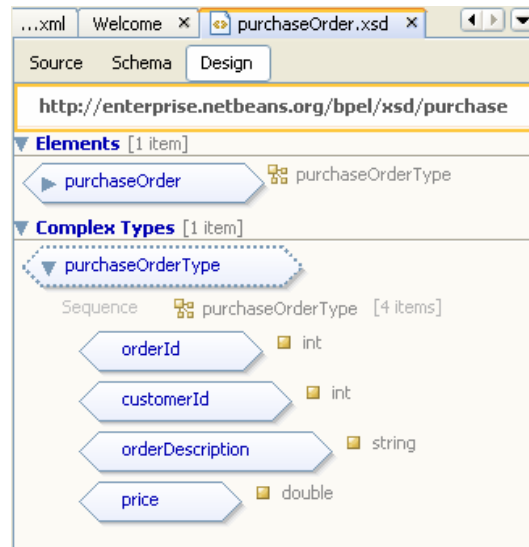 ...xml Welcome × purchaseOrder.xsd ×
Source Schema Design
http://enterprise.netbeans.org/bpel/xsd/purchase
Elements [1 item]
purchaseOrder purchaseOrderType
Complex Types [1 item]
purchaseOrderType
Sequence purchaseOrderType [4 items]
orderId int
customerId int
orderDescription string
price double